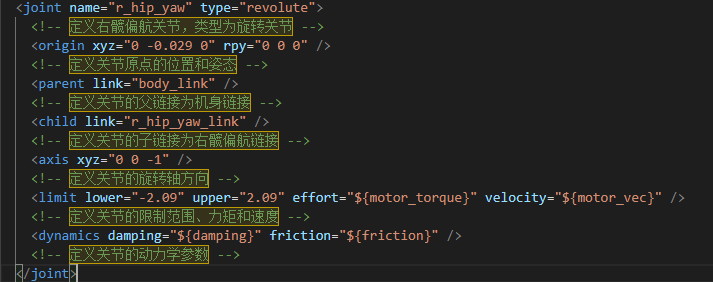 <joint name="r_hip_yaw" type="revolute">
<!-- 定义右髋偏航关节，类型为旋转关节 -->
<origin xyz="0 -0.029 0" rpy="0 0 0" />
<!-- 定义关节原点的位置和姿态 -->
<parent link="body_link" />
<!-- 定义关节的父链接为机身链接 -->
<child link="r_hip_yaw_link" />
<!-- 定义关节的子链接为右髋偏航链接 -->
<axis xyz="0 0 -1" />
<!-- 定义关节的旋转轴方向 -->
<limit lower="-2.09" upper="2.09" effort="${motor_torque}" velocity="${motor_vec}" />
<!-- 定义关节的限制范围、力矩和速度 -->
<dynamics damping="${damping}" friction="${friction}" />
<!-- 定义关节的动力学参数 -->
</joint>